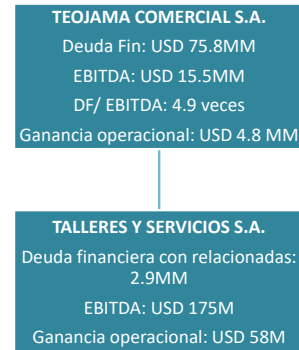 TEOJAMA COMERCIAL S.A.
Deuda Fin: USD 75.8MM
EBITDA: USD 15.5MM
DF/ EBITDA: 4.9 veces
Ganancia operacional: USD 4.8 MM
TALLERES Y SERVICIOS S.A.
Deuda financiera con relacionadas:
2.9MM
EBITDA: USD 175M
Ganancia operacional: USD 58M